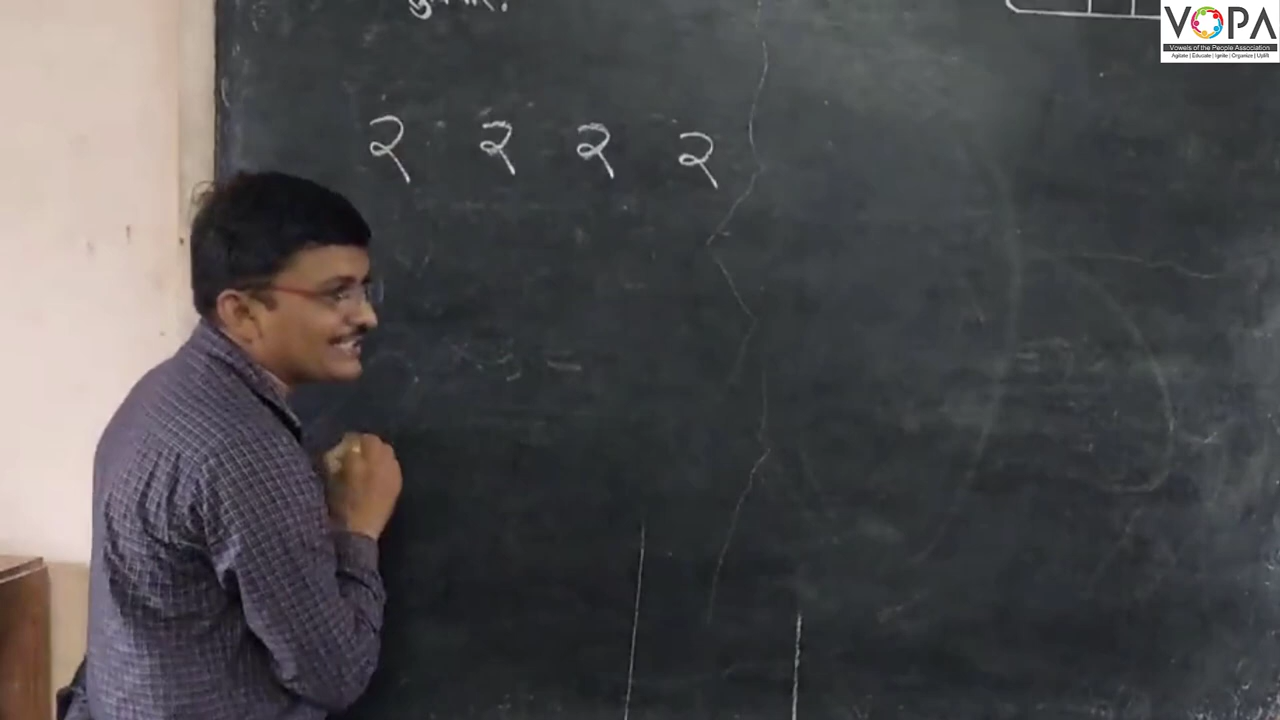 VOPA
Vowels of the People Association
Agitate | Educate | Ignite | Organize | Uplift
२ २ २ २